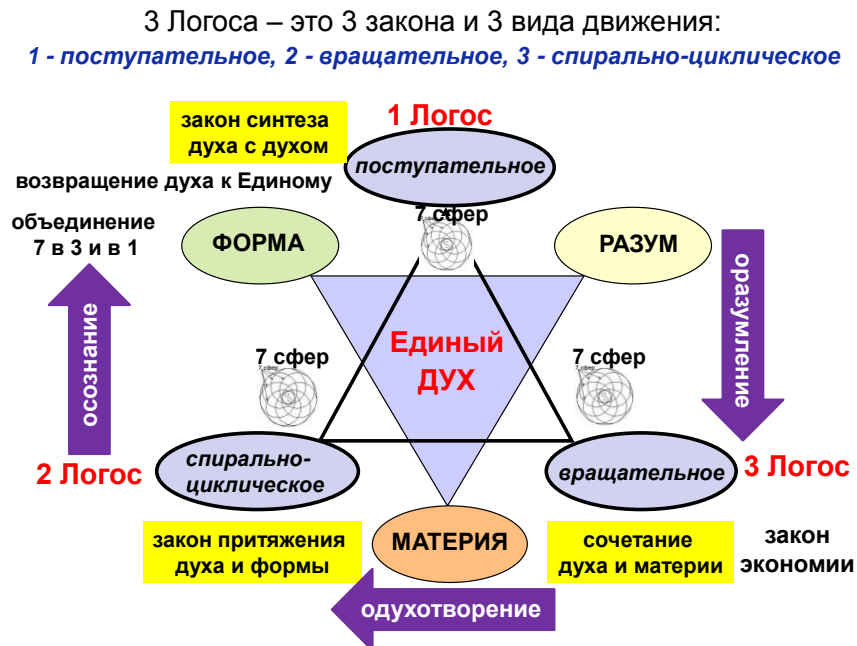 3 Логоса – это 3 закона и 3 вида движения:
1 - поступательное, 2 - вращательное, 3 - спирально-циклическое
1 Логос
закон синтеза
духа с духом
поступательное
возвращение духа к Единому
объединение
7 в 3 и в 1
7 сфер
ФОРМА
РАЗУМ
осознание
оразумление
Единый
ДУХ
7 сфер
7 сфер
2 Логос
спирально-
циклическое
вращательное
3 Логос
закон притяжения
духа и формы
МАТЕРИЯ
сочетание
духа и материи
закон
экономии
одухотворение